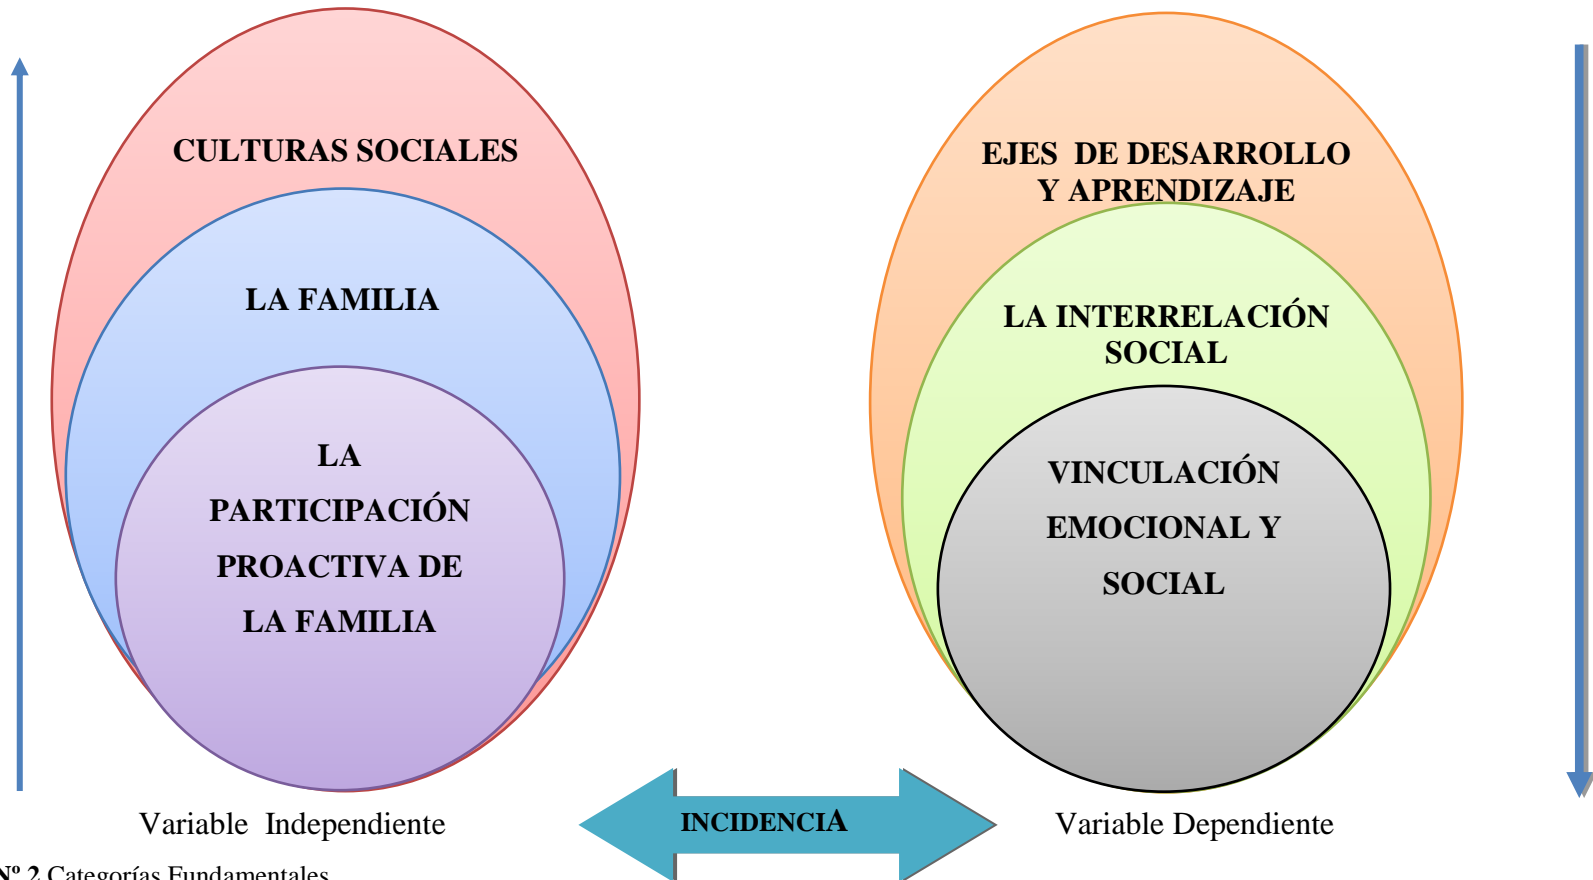 CULTURAS SOCIALES
LA FAMILIA
LA
PARTICIPACIÓN
PROACTIVA DE
LA FAMILIA
EJES DE DESARROLLO
Y APRENDIZAJE
LA INTERRELACIÓN
SOCIAL
VINCULACIÓN
EMOCIONAL Y
SOCIAL
Variable Independiente
INCIDENCIA
Variable Dependiente
Nº 2 Categorías Fundamentales